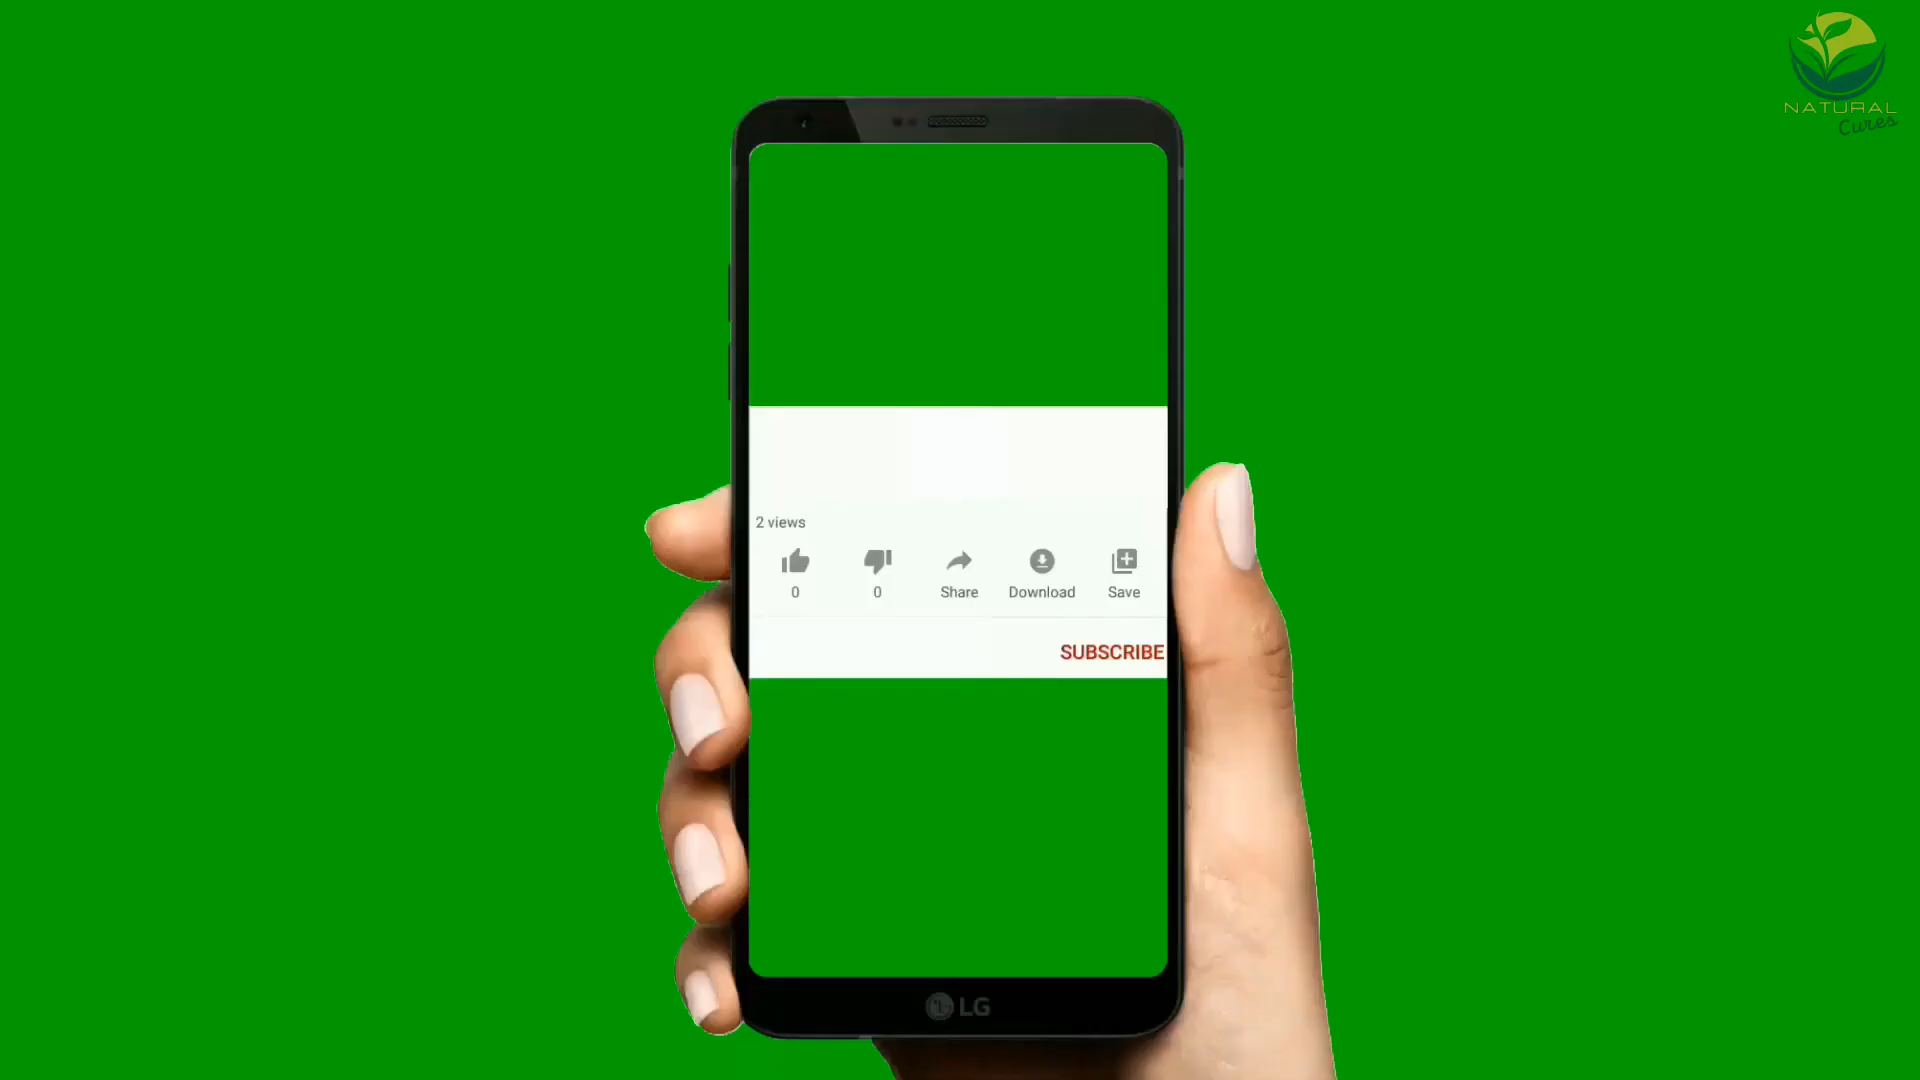 NATURAL
Cures
2 views
0 0 Share Download Save
SUBSCRIBE
LG